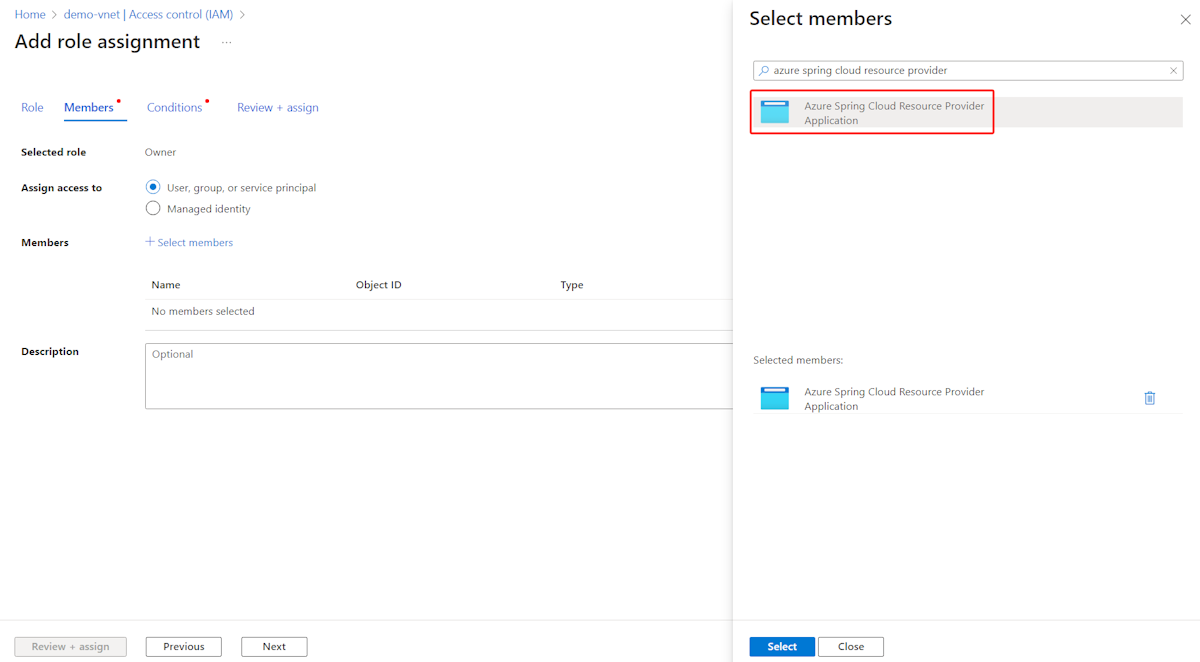 Home > demo-vnet | Access control (IAM) >
Add role assignment ...
Role Members Conditions Review + assign
Selected role Owner
Assign access to User, group, or service principal
Managed identity
Members + Select members
Name Object ID Type
No members selected
Description Optional
Review + assign Previous Next
Select members
azure spring cloud resource provider
Azure Spring Cloud Resource Provider
Application
Selected members:
Azure Spring Cloud Resource Provider
Application
Select Close